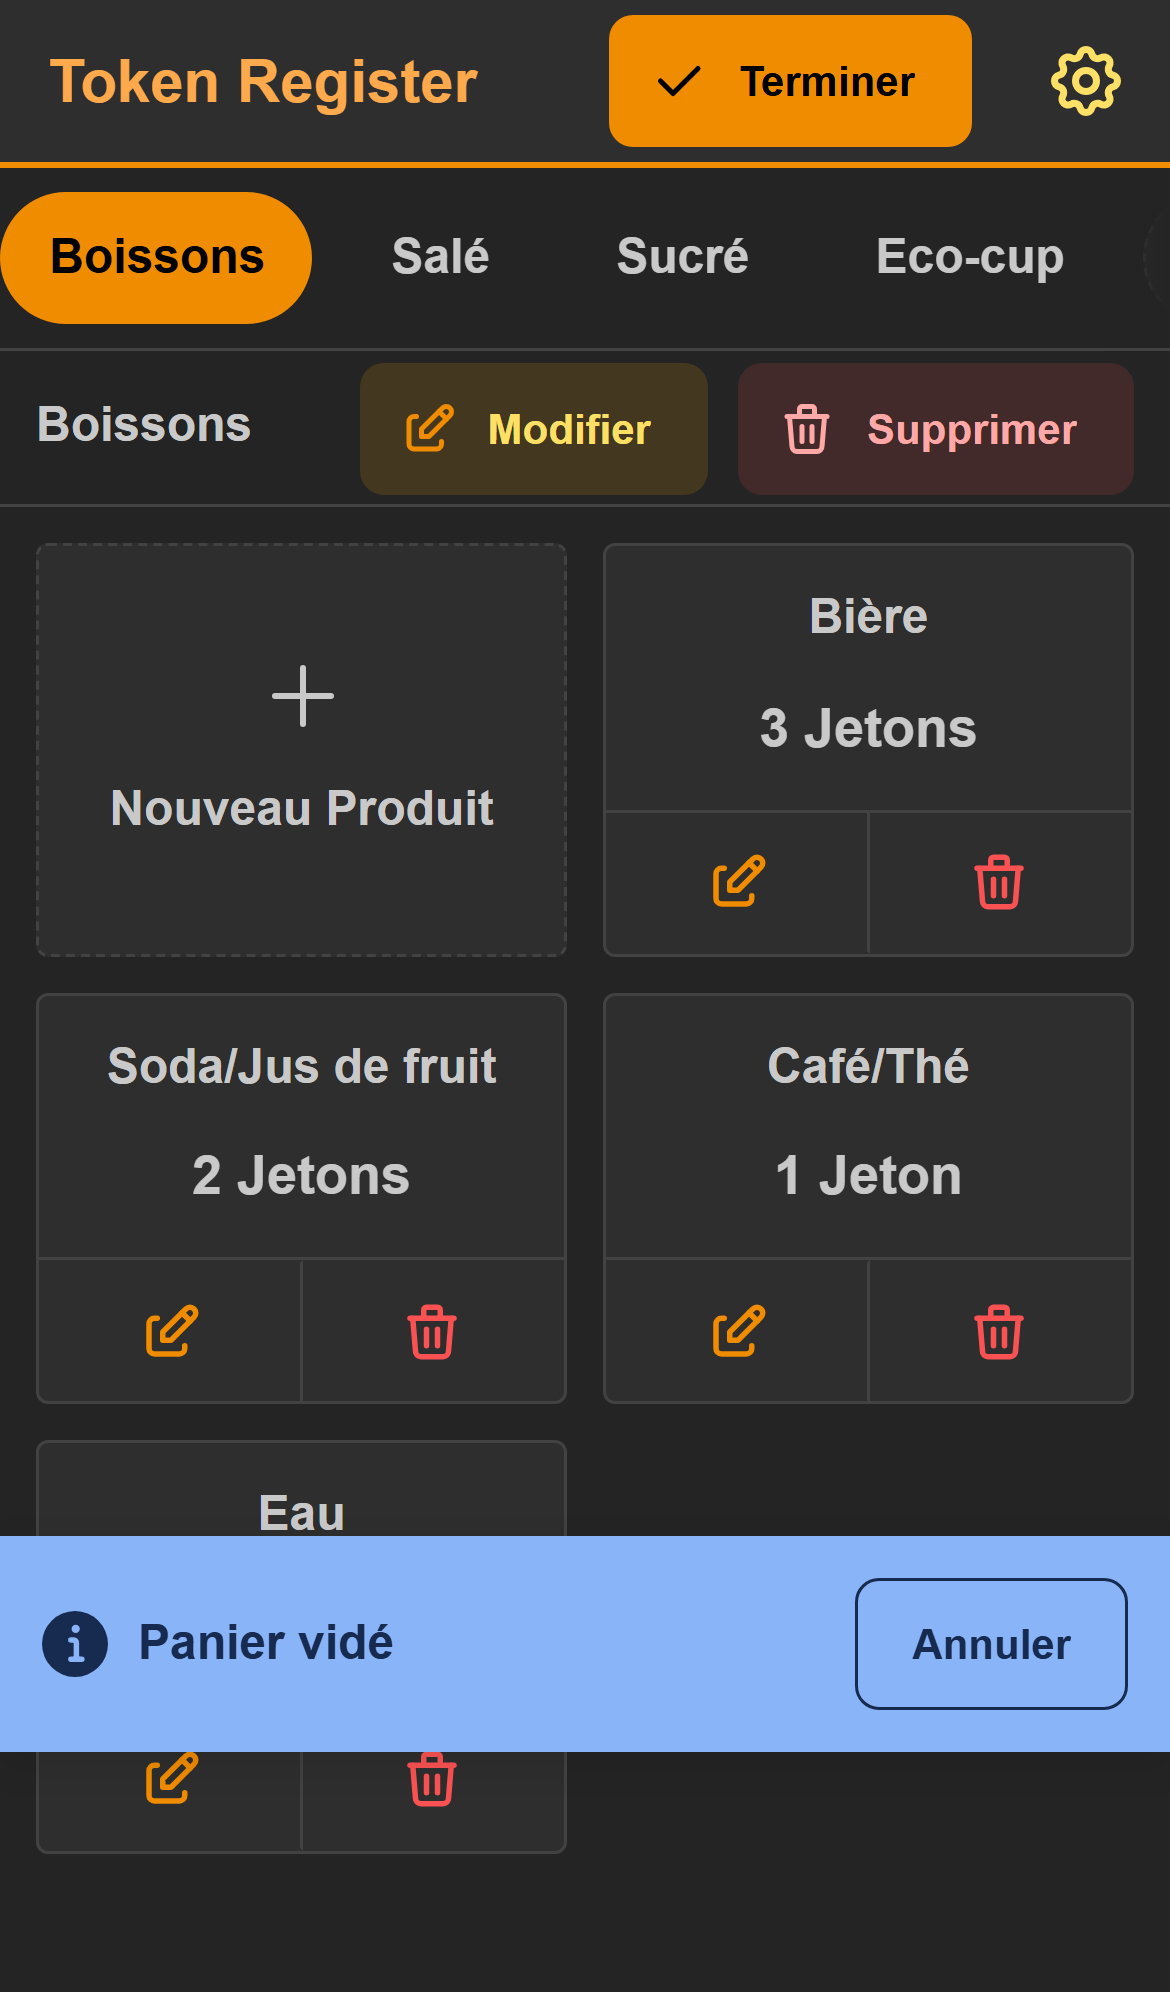 Token Register
Terminer
Boissons
Salé
Sucré
Eco-cup
Boissons
Modifier
Supprimer
Nouveau Produit
Bière
3 Jetons
Soda/Jus de fruit
2 Jetons
Café/Thé
1 Jeton
Eau
Panier vidé
Annuler